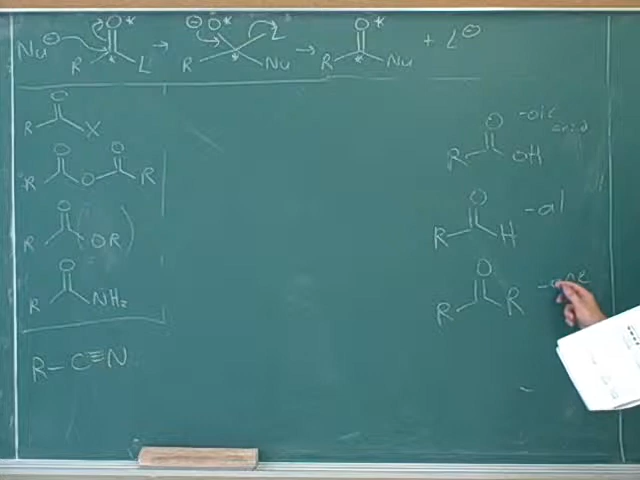 Nu⊖ R O* * L → ⊖O* R * L Nu → R O* * Nu + L⊖
R O X
R O O O R
R O (OR)
R O NH₂
R-C≡N
R O OH -oic acid
R O H -al
R O R -one